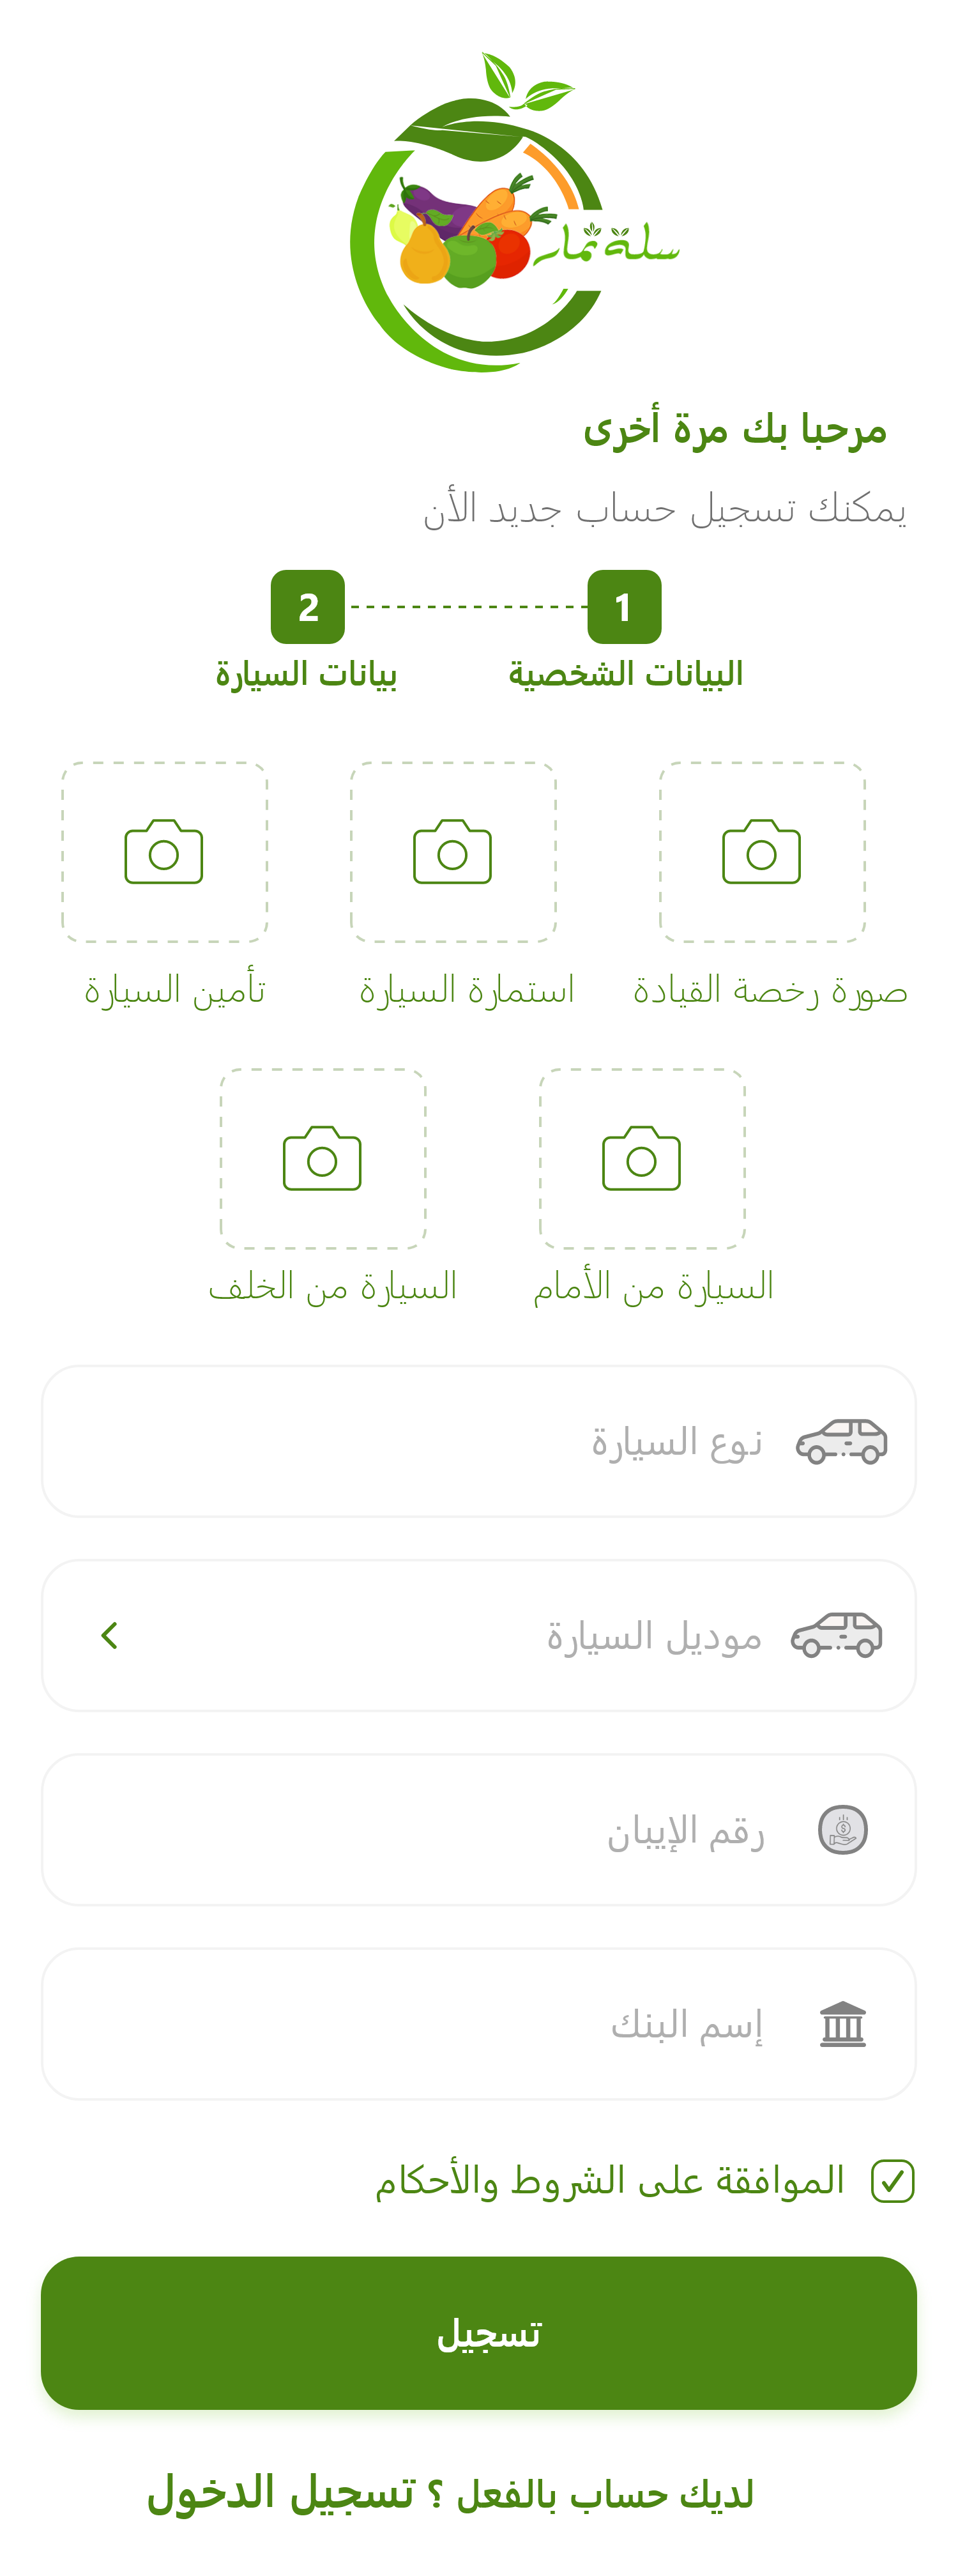 سلة ثمار
مرحبا بك مرة أخرى
يمكنك تسجيل حساب جديد الأن
1
2
البيانات الشخصية
بيانات السيارة
صورة رخصة القيادة
استمارة السيارة
تأمين السيارة
السيارة من الأمام
السيارة من الخلف
نوع السيارة
موديل السيارة
رقم الإيبان
إسم البنك
الموافقة على الشروط والأحكام
تسجيل
لديك حساب بالفعل ؟ تسجيل الدخول